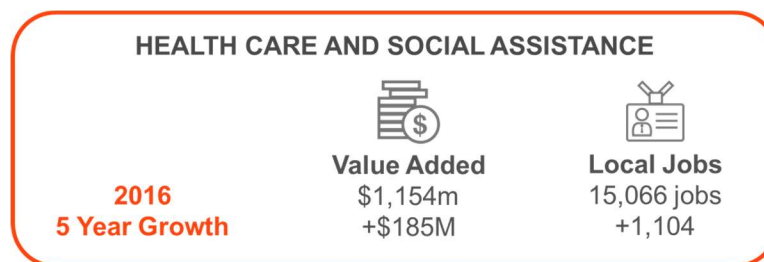 HEALTH CARE AND SOCIAL ASSISTANCE
$
Value Added Local Jobs
2016 $1,154m 15,066 jobs
5 Year Growth +$185M +1,104